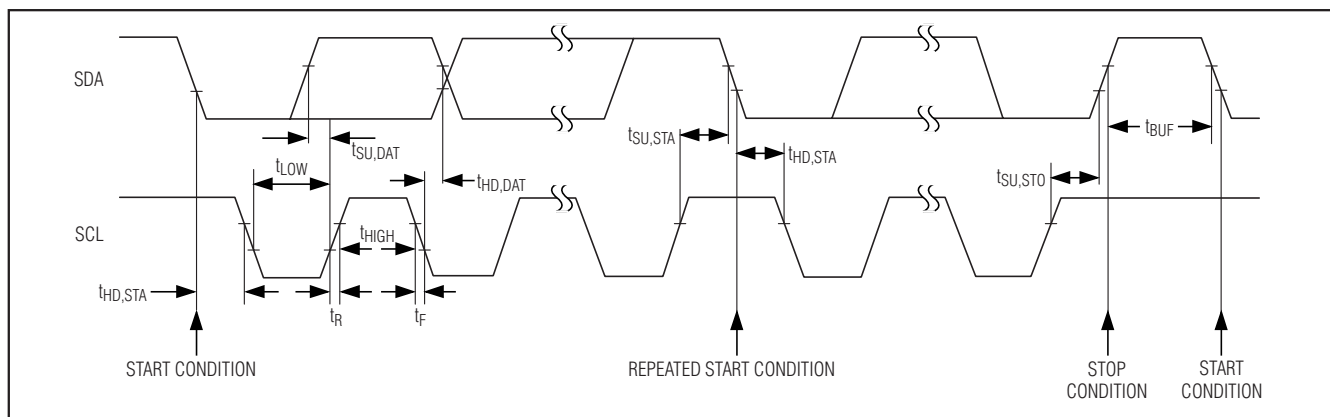 SDA
tSU,DAT
tLOW
tHD,DAT
tSU,STA
tHD,STA
tBUF
tSU,STO
SCL
tHIGH
tHD,STA
tR
tF
START CONDITION
REPEATED START CONDITION
STOP
CONDITION
START
CONDITION